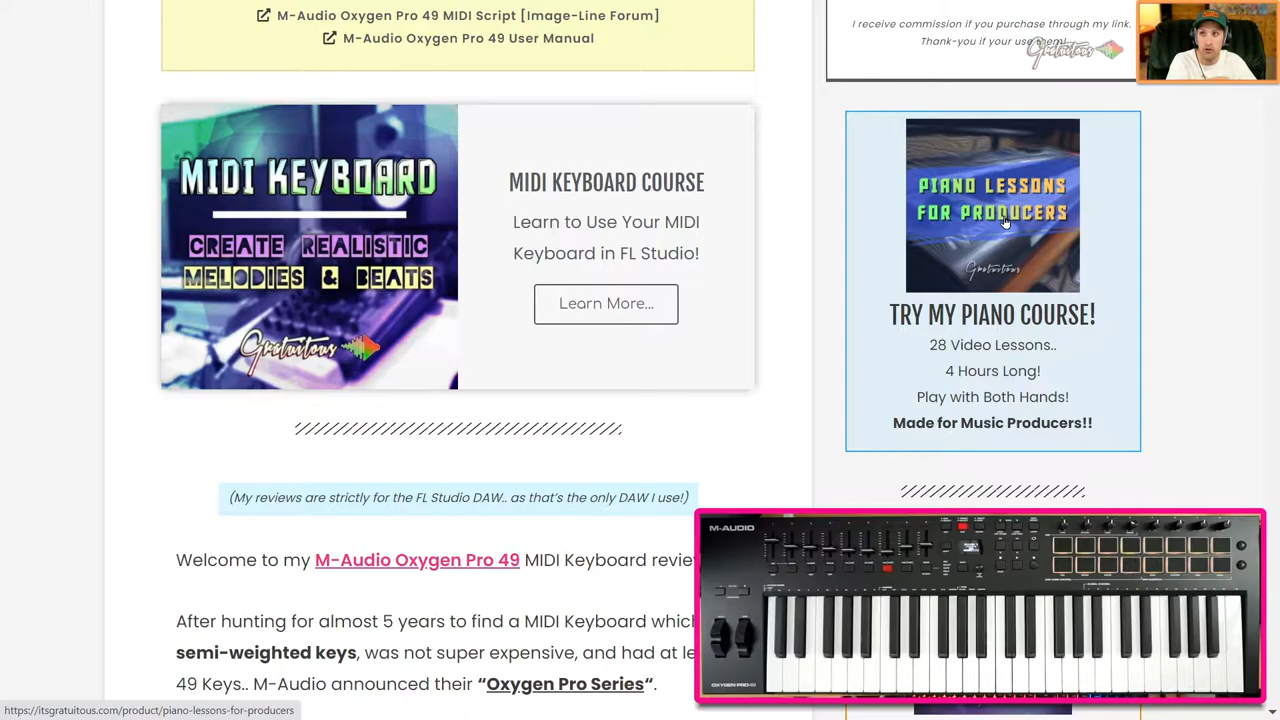 M-Audio Oxygen Pro 49 MIDI Script [Image-Line Forum]
M-Audio Oxygen Pro 49 User Manual
MIDI KEYBOARD
CREATE REALISTIC
MELODIES & BEATS
Gratuitous
MIDI KEYBOARD COURSE
Learn to Use Your MIDI
Keyboard in FL Studio!
Learn More...
(My reviews are strictly for the FL Studio DAW.. as that's the only DAW I use!)
Welcome to my M-Audio Oxygen Pro 49 MIDI Keyboard revie
After hunting for almost 5 years to find a MIDI Keyboard which
semi-weighted keys, was not super expensive, and had at le
49 Keys.. M-Audio announced their "Oxygen Pro Series".
I receive commission if you purchase through my link.
Thank-you if your use them!
Gratuitous
PIANO LESSONS
FOR PRODUCERS
Gratuitous
TRY MY PIANO COURSE!
28 Video Lessons..
4 Hours Long!
Play with Both Hands!
Made for Music Producers!!
M-AUDIO
OXYGEN PRO 49
https://itsgratuitous.com/product/piano-lessons-for-producers